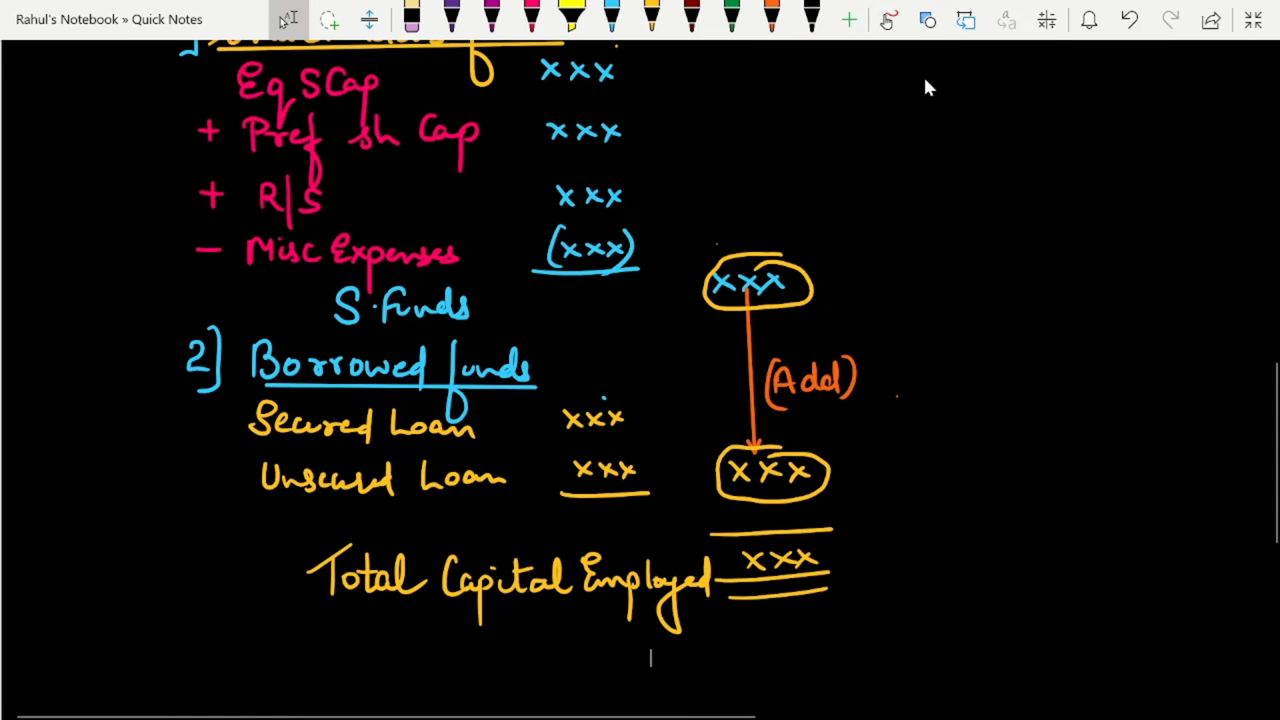 Rahul's Notebook » Quick Notes
Eq S Cap xxx
+ Pref sh Cap xxx
+ R/S xxx
- Misc Expenses (xxx)
S.Funds xxx
2] Borrowed funds
(Add)
Secured Loan xxx
Unsecured Loan xxx xxx
Total Capital Employed xxx